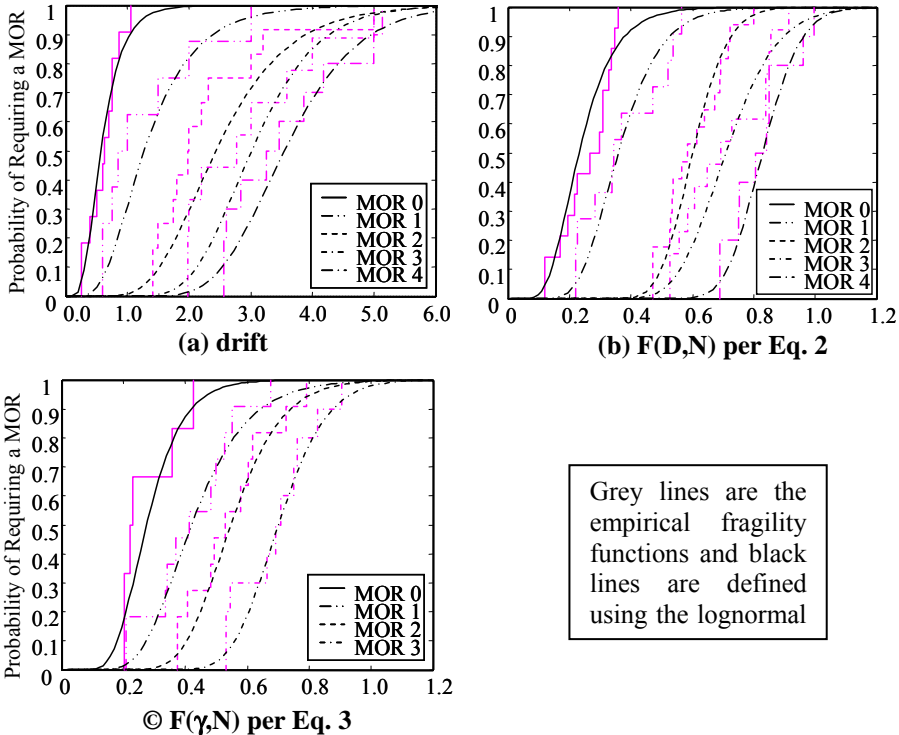 Probability of Requiring a MOR
1
0.9
0.8
0.7
0.6
0.5
0.4
0.3
0.2
0.1
0
0.0 1.0 2.0 3.0 4.0 5.0 6.0
MOR 0
MOR 1
MOR 2
MOR 3
MOR 4
(a) drift
1
0.9
0.8
0.7
0.6
0.5
0.4
0.3
0.2
0.1
0
0 0.2 0.4 0.6 0.8 1.0 1.2
MOR 0
MOR 1
MOR 2
MOR 3
MOR 4
(b) F(D,N) per Eq. 2
Probability of Requiring a MOR
1
0.9
0.8
0.7
0.6
0.5
0.4
0.3
0.2
0.1
0
0 0.2 0.4 0.6 0.8 1.0 1.2
MOR 0
MOR 1
MOR 2
MOR 3
© F(γ,N) per Eq. 3
Grey lines are the
empirical fragility
functions and black
lines are defined
using the lognormal